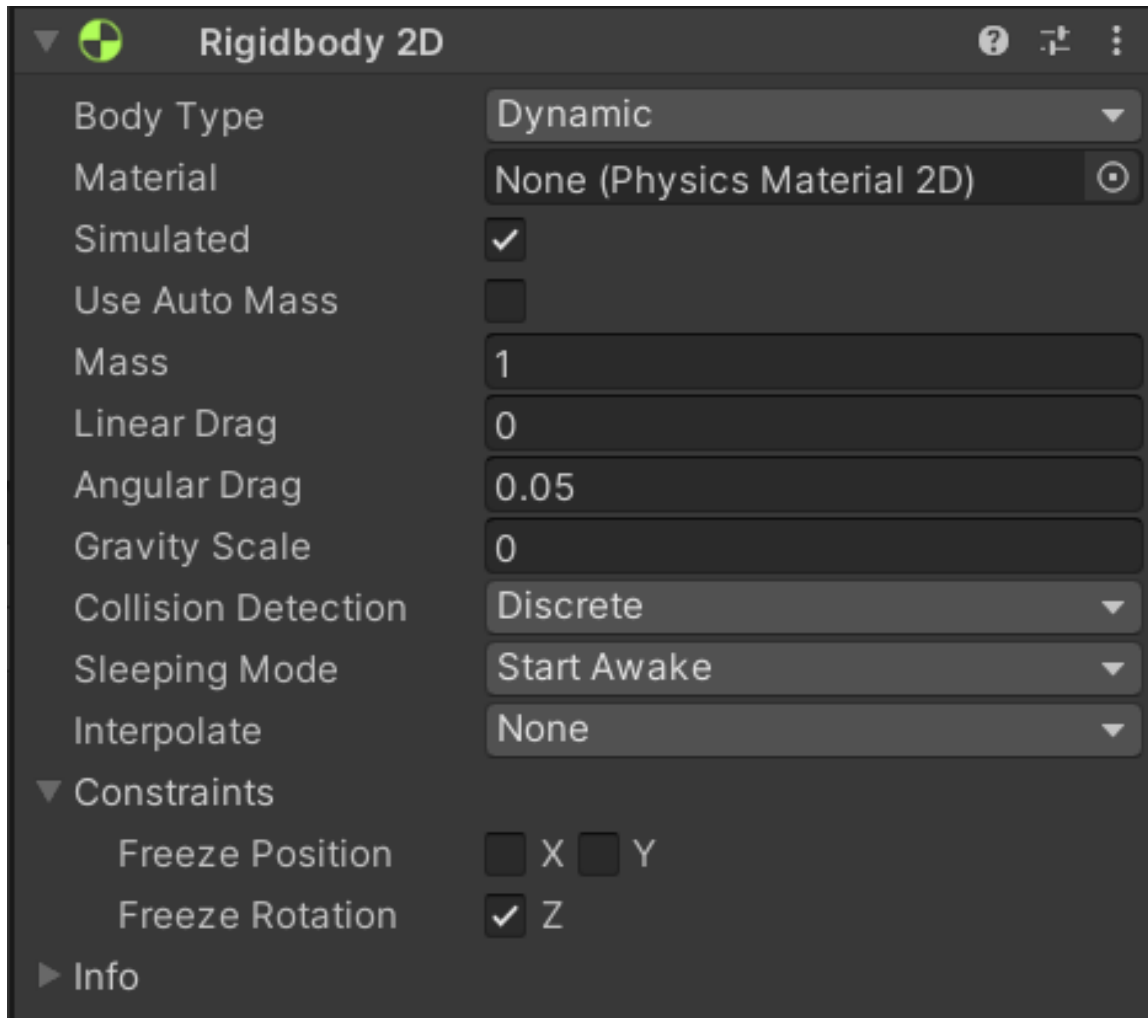 Rigidbody 2D
Body Type Dynamic
Material None (Physics Material 2D)
Simulated
Use Auto Mass
Mass 1
Linear Drag 0
Angular Drag 0.05
Gravity Scale 0
Collision Detection Discrete
Sleeping Mode Start Awake
Interpolate None
Constraints
Freeze Position X Y
Freeze Rotation Z
Info